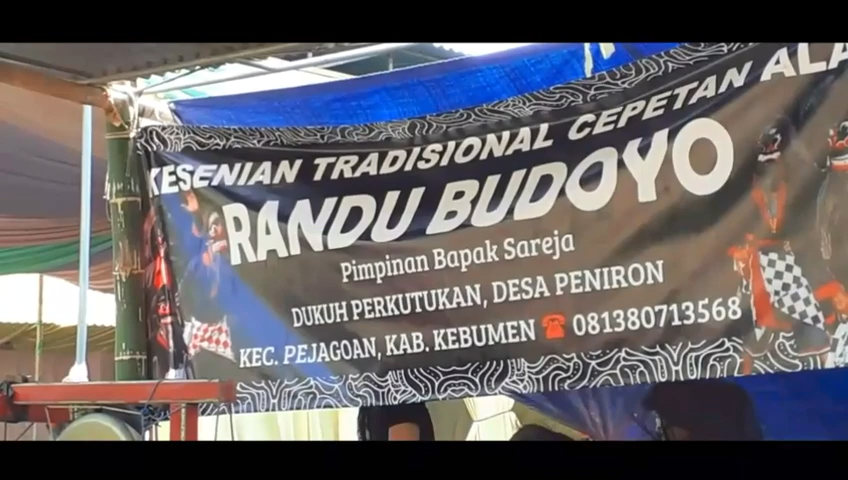 KESENIAN TRADISIONAL CEPETAN ALA
RANDU BUDOYO
Pimpinan Bapak Sareja
DUKUH PERKUTUKAN, DESA PENIRON
KEC. PEJAGOAN, KAB. KEBUMEN ☎ 081380713568